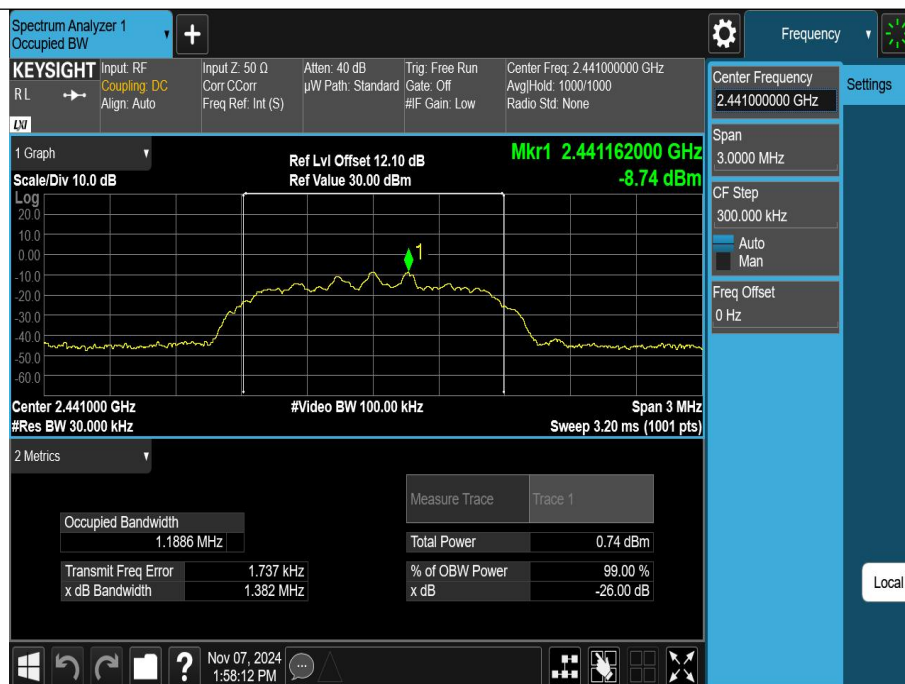 Spectrum Analyzer 1
Occupied BW
+
Frequency
KEYSIGHT
RL
LXI
Input: RF
Coupling: DC
Align: Auto
Input Z: 50 Ω
Corr CCorr
Freq Ref: Int (S)
Atten: 40 dB
µW Path: Standard
Trig: Free Run
Gate: Off
#IF Gain: Low
Center Freq: 2.441000000 GHz
Avg|Hold: 1000/1000
Radio Std: None
Center Frequency
2.441000000 GHz
Settings
Span
3.0000 MHz
CF Step
300.000 kHz
Auto
Man
Freq Offset
0 Hz
Local
1 Graph
Scale/Div 10.0 dB
Ref Lvl Offset 12.10 dB
Ref Value 30.00 dBm
Mkr1 2.441162000 GHz
-8.74 dBm
Log
20.0
10.0
0.00
-10.0
-20.0
-30.0
-40.0
-50.0
-60.0
1
Center 2.441000 GHz
#Res BW 30.000 kHz
#Video BW 100.00 kHz
Span 3 MHz
Sweep 3.20 ms (1001 pts)
2 Metrics
Measure Trace Trace 1
Occupied Bandwidth
1.1886 MHz
Total Power 0.74 dBm
Transmit Freq Error 1.737 kHz
% of OBW Power 99.00 %
x dB Bandwidth 1.382 MHz
x dB -26.00 dB
?
Nov 07, 2024
1:58:12 PM